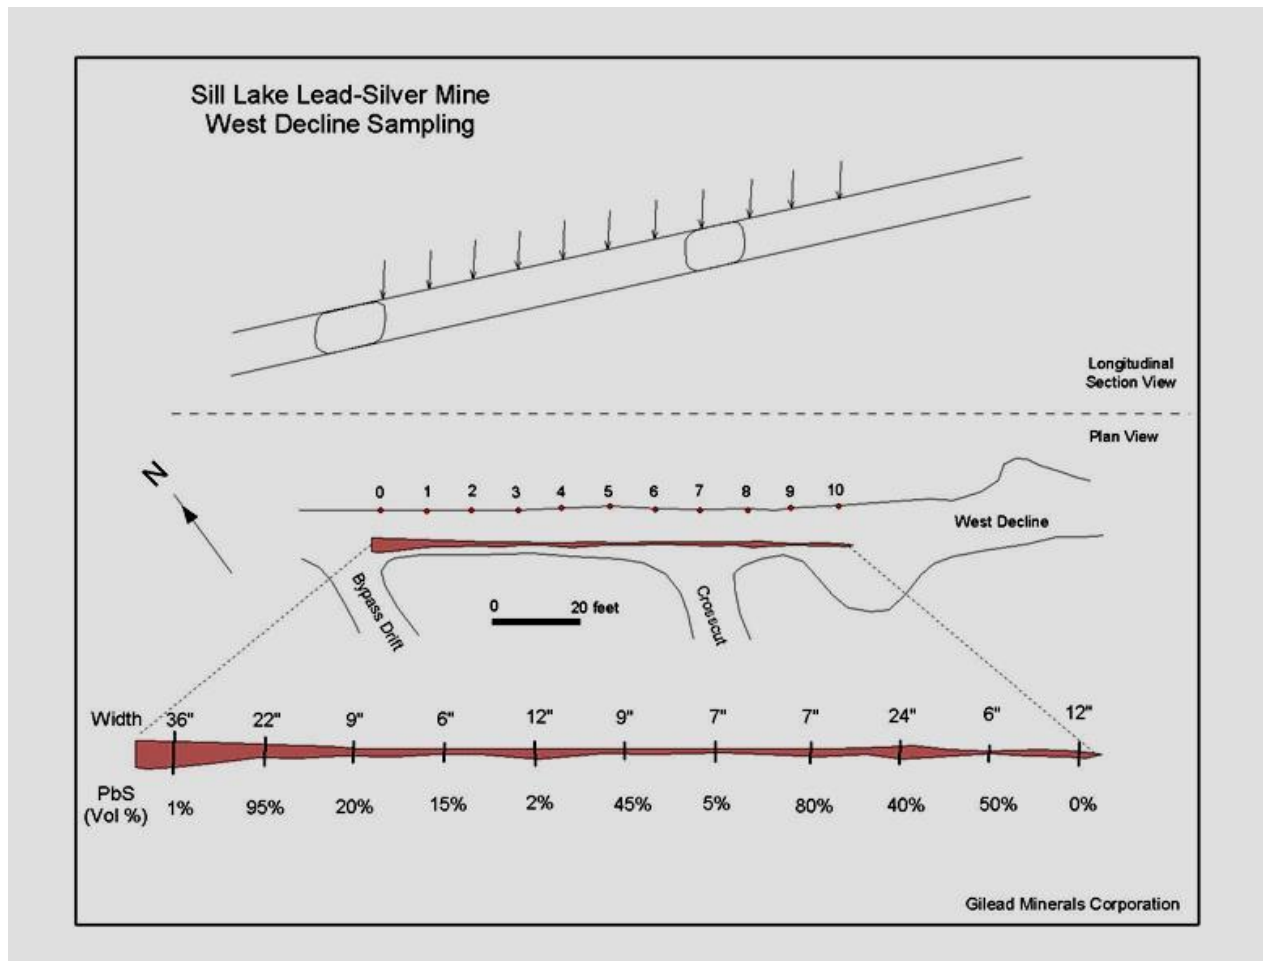 Sill Lake Lead-Silver Mine
West Decline Sampling
Longitudinal
Section View
Plan View
N
0 1 2 3 4 5 6 7 8 9 10
West Decline
Bypass Drift
0 20 feet
Crosscut
Width 36" 22" 9" 6" 12" 9" 7" 7" 24" 6" 12"
PbS
(Vol %) 1% 95% 20% 15% 2% 45% 5% 80% 40% 50% 0%
Gilead Minerals Corporation